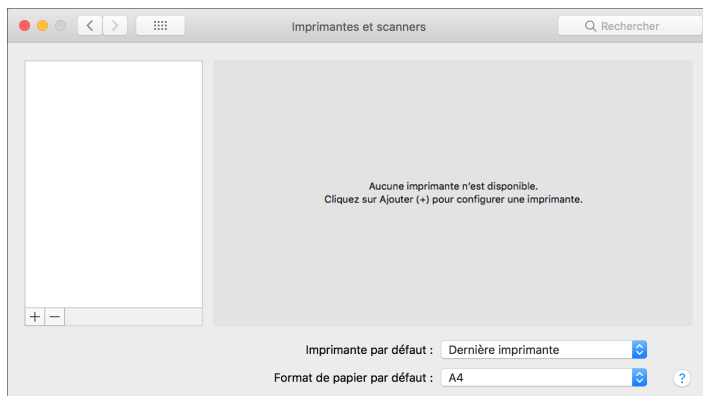 Imprimantes et scanners
Rechercher
Aucune imprimante n’est disponible.
Cliquez sur Ajouter (+) pour configurer une imprimante.
+ −
Imprimante par défaut : Dernière imprimante
Format de papier par défaut : A4
?